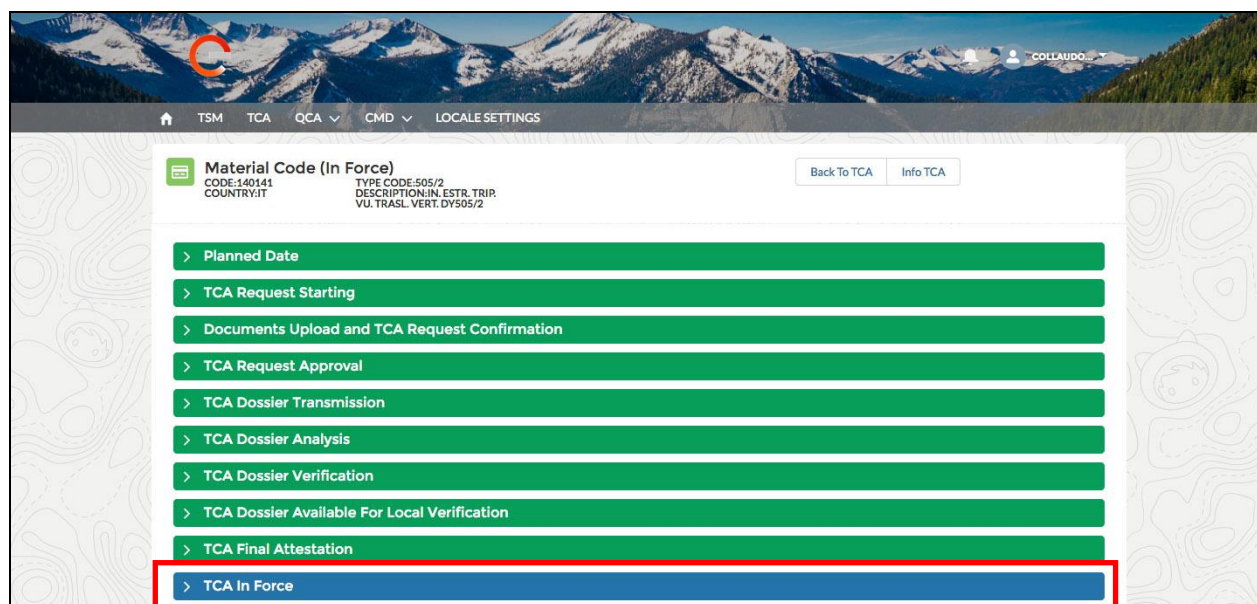 COLLAUDO...
TSM TCA QCA CMD LOCALE SETTINGS
Material Code (In Force)
CODE:140141 TYPE CODE:505/2
COUNTRY:IT DESCRIPTION:IN. ESTR. TRIP.
VU. TRASL. VERT. DY505/2
Back To TCA Info TCA
Planned Date
TCA Request Starting
Documents Upload and TCA Request Confirmation
TCA Request Approval
TCA Dossier Transmission
TCA Dossier Analysis
TCA Dossier Verification
TCA Dossier Available For Local Verification
TCA Final Attestation
TCA In Force